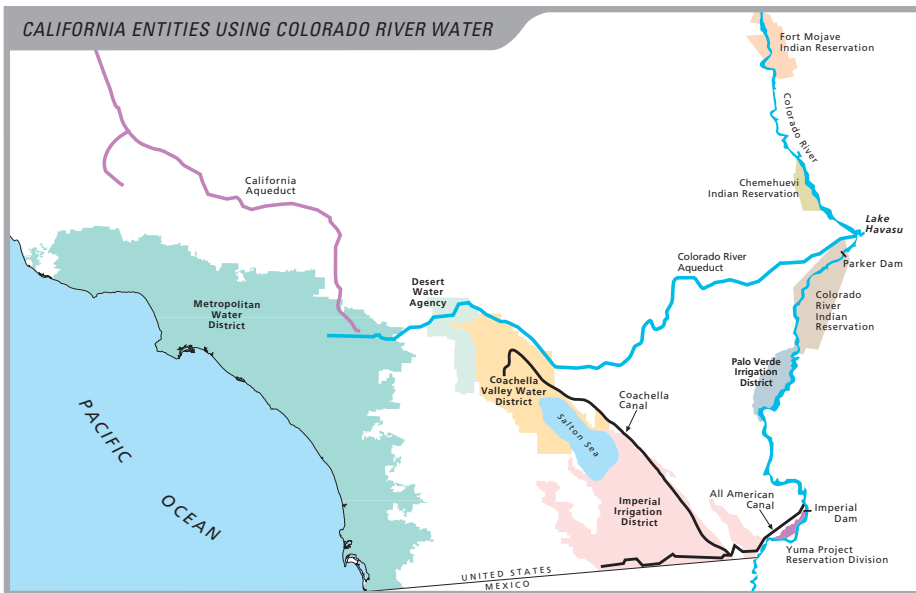 CALIFORNIA ENTITIES USING COLORADO RIVER WATER
Fort Mojave
Indian Reservation
Colorado River
California
Aqueduct
Chemehuevi
Indian Reservation
Lake
Havasu
Parker Dam
Colorado River
Aqueduct
Desert
Water
Agency
Metropolitan
Water
District
Colorado
River
Indian
Reservation
Palo Verde
Irrigation
District
Coachella
Valley Water
District
Coachella
Canal
Salton Sea
PACIFIC
OCEAN
Imperial
Irrigation
District
All American
Canal
Imperial
Dam
Yuma Project
Reservation Division
UNITED STATES
MEXICO